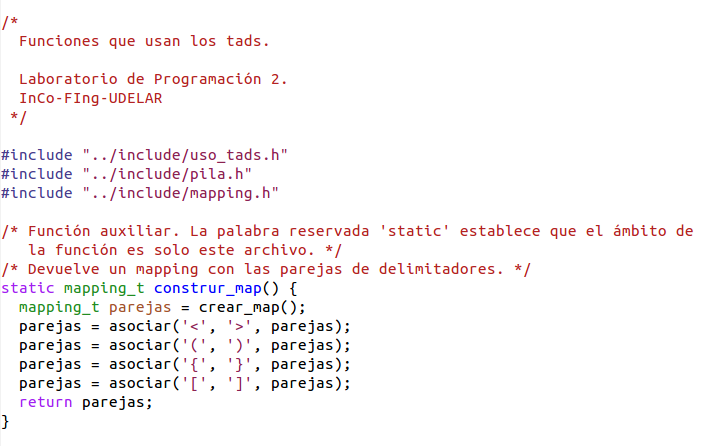 /*
  Funciones que usan los tads.

  Laboratorio de Programación 2.
  InCo-FIng-UDELAR
 */

#include "../include/uso_tads.h"
#include "../include/pila.h"
#include "../include/mapping.h"

/* Función auxiliar. La palabra reservada 'static' establece que el ámbito de
   la función es solo este archivo. */
/* Devuelve un mapping con las parejas de delimitadores. */
static mapping_t construr_map() {
  mapping_t parejas = crear_map();
  parejas = asociar('<', '>', parejas);
  parejas = asociar('(', ')', parejas);
  parejas = asociar('{', '}', parejas);
  parejas = asociar('[', ']', parejas);
  return parejas;
}